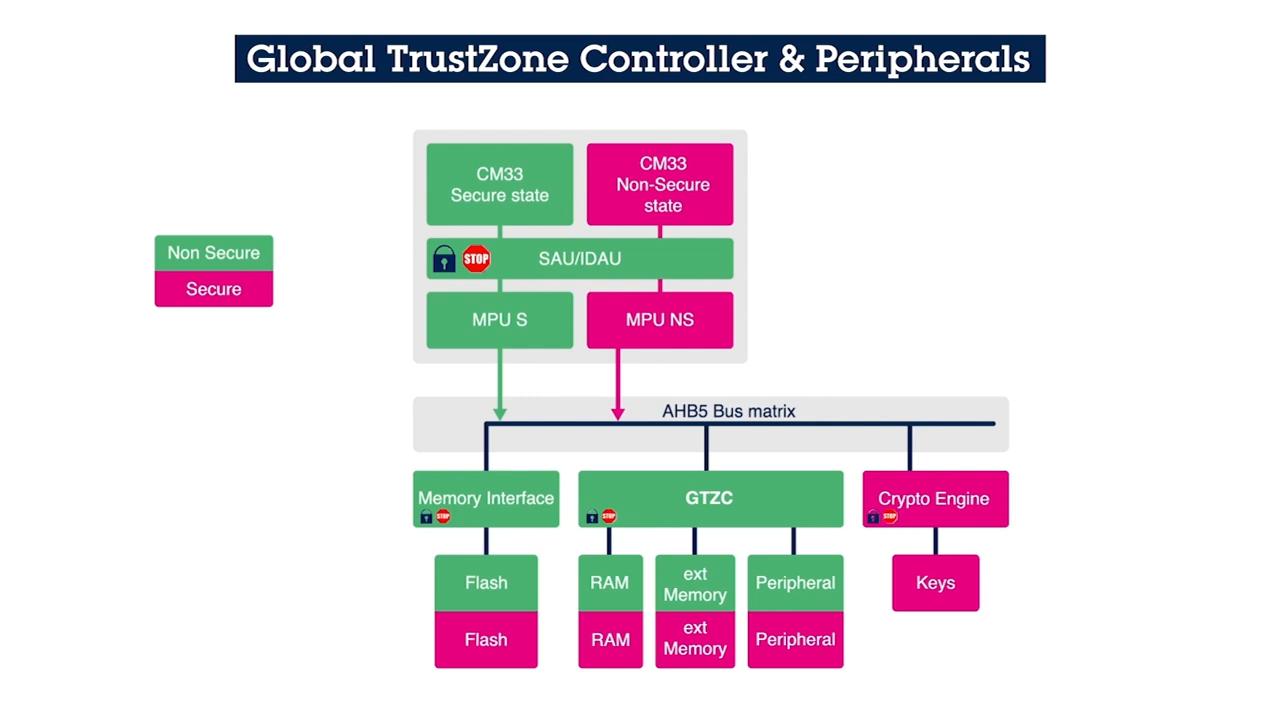 Global TrustZone Controller & Peripherals
CM33
Secure state
CM33
Non-Secure
state
Non Secure
Secure
STOP
SAU/IDAU
MPU S
MPU NS
AHB5 Bus matrix
Memory Interface
STOP
GTZC
STOP
Crypto Engine
STOP
Flash
RAM
ext
Memory
Peripheral
Keys
Flash
RAM
ext
Memory
Peripheral